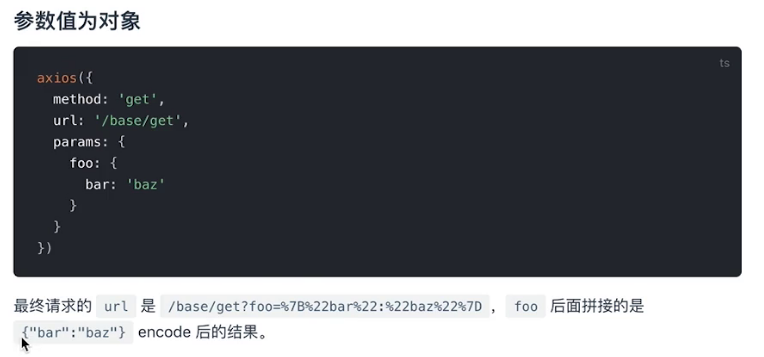 参数值为对象
ts
axios({
  method: 'get',
  url: '/base/get',
  params: {
    foo: {
      bar: 'baz'
    }
  }
})
最终请求的 url 是 /base/get?foo=%7B%22bar%22:%22baz%22%7D ，foo 后面拼接的是
{"bar":"baz"} encode 后的结果。